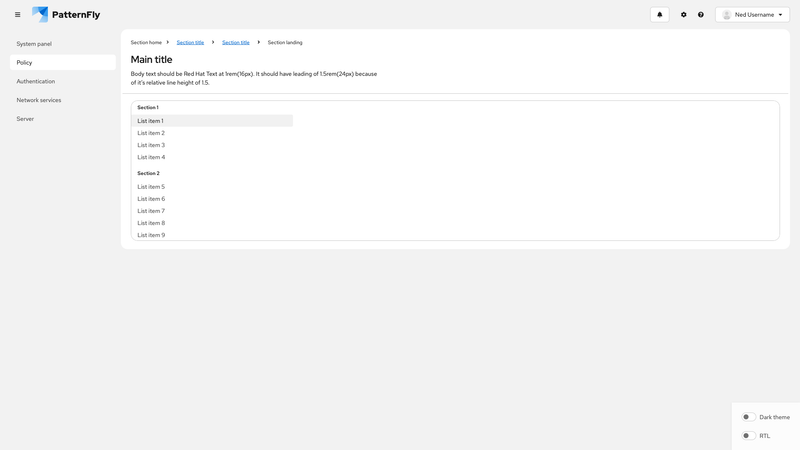 PatternFly
Ned Username
System panel
Policy
Authentication
Network services
Server
Section home
Section title
Section title
Section landing
Main title
Body text should be Red Hat Text at 1rem(16px). It should have leading of 1.5rem(24px) because
of it's relative line height of 1.5.
Section 1
List item 1
List item 2
List item 3
List item 4
Section 2
List item 5
List item 6
List item 7
List item 8
List item 9
Dark theme
RTL